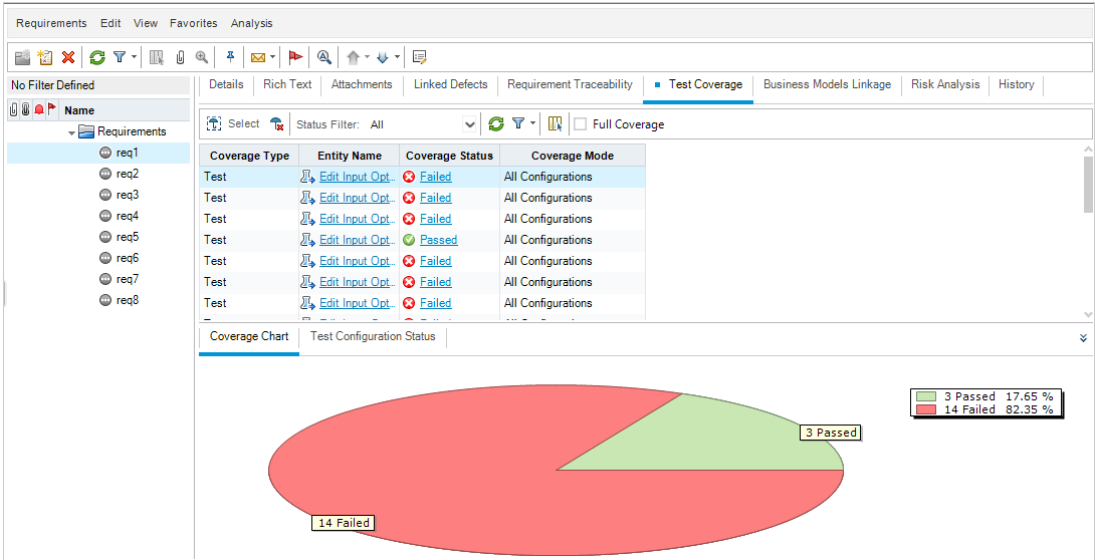 Requirements Edit View Favorites Analysis
No Filter Defined
Name
Requirements
req1
req2
req3
req4
req5
req6
req7
req8
Details Rich Text Attachments Linked Defects Requirement Traceability Test Coverage Business Models Linkage Risk Analysis History
Select Status Filter: All Full Coverage
Coverage Type Entity Name Coverage Status Coverage Mode
Test Edit Input Opt... Failed All Configurations
Test Edit Input Opt... Failed All Configurations
Test Edit Input Opt... Failed All Configurations
Test Edit Input Opt... Passed All Configurations
Test Edit Input Opt... Failed All Configurations
Test Edit Input Opt... Failed All Configurations
Test Edit Input Opt... Failed All Configurations
Coverage Chart Test Configuration Status
3 Passed 17.65 %
14 Failed 82.35 %
3 Passed
14 Failed